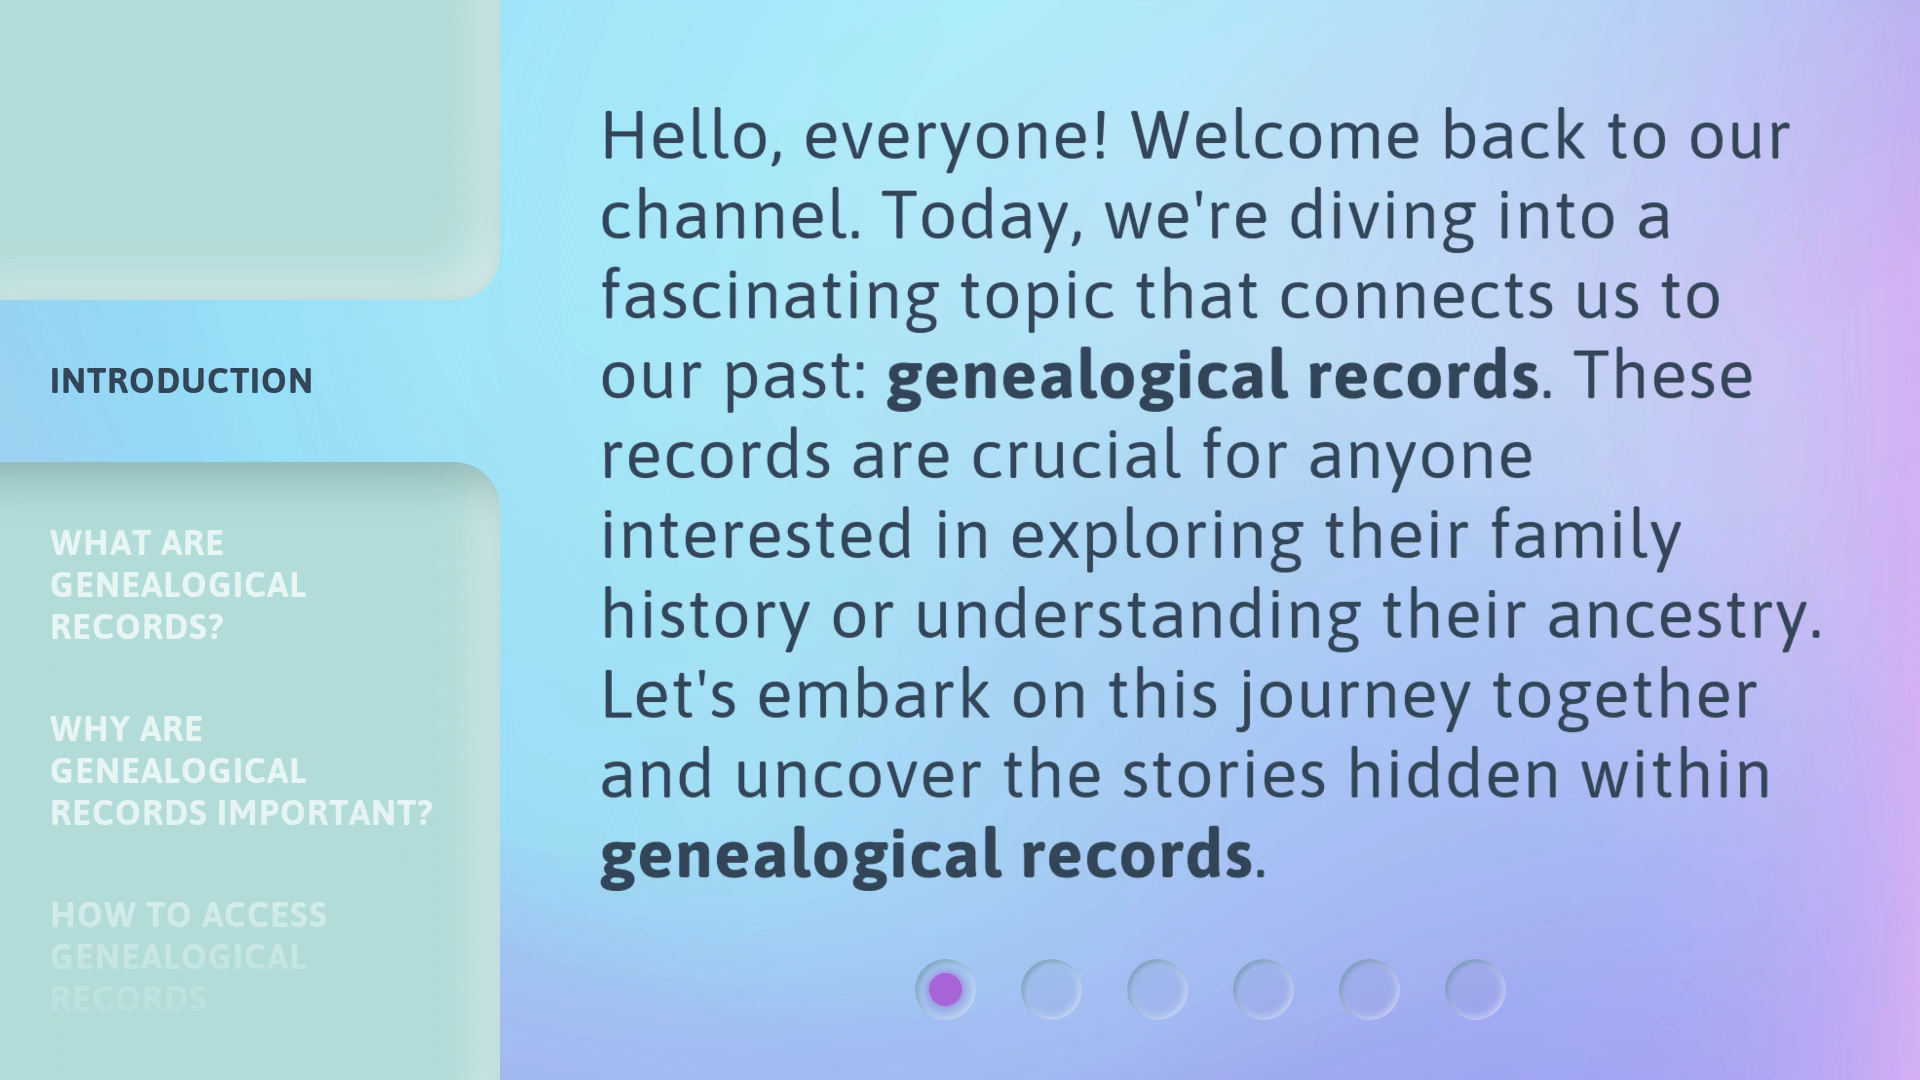 INTRODUCTION
WHAT ARE
GENEALOGICAL
RECORDS?
WHY ARE
GENEALOGICAL
RECORDS IMPORTANT?
HOW TO ACCESS
GENEALOGICAL
RECORDS
Hello, everyone! Welcome back to our
channel. Today, we're diving into a
fascinating topic that connects us to
our past: genealogical records. These
records are crucial for anyone
interested in exploring their family
history or understanding their ancestry.
Let's embark on this journey together
and uncover the stories hidden within
genealogical records.